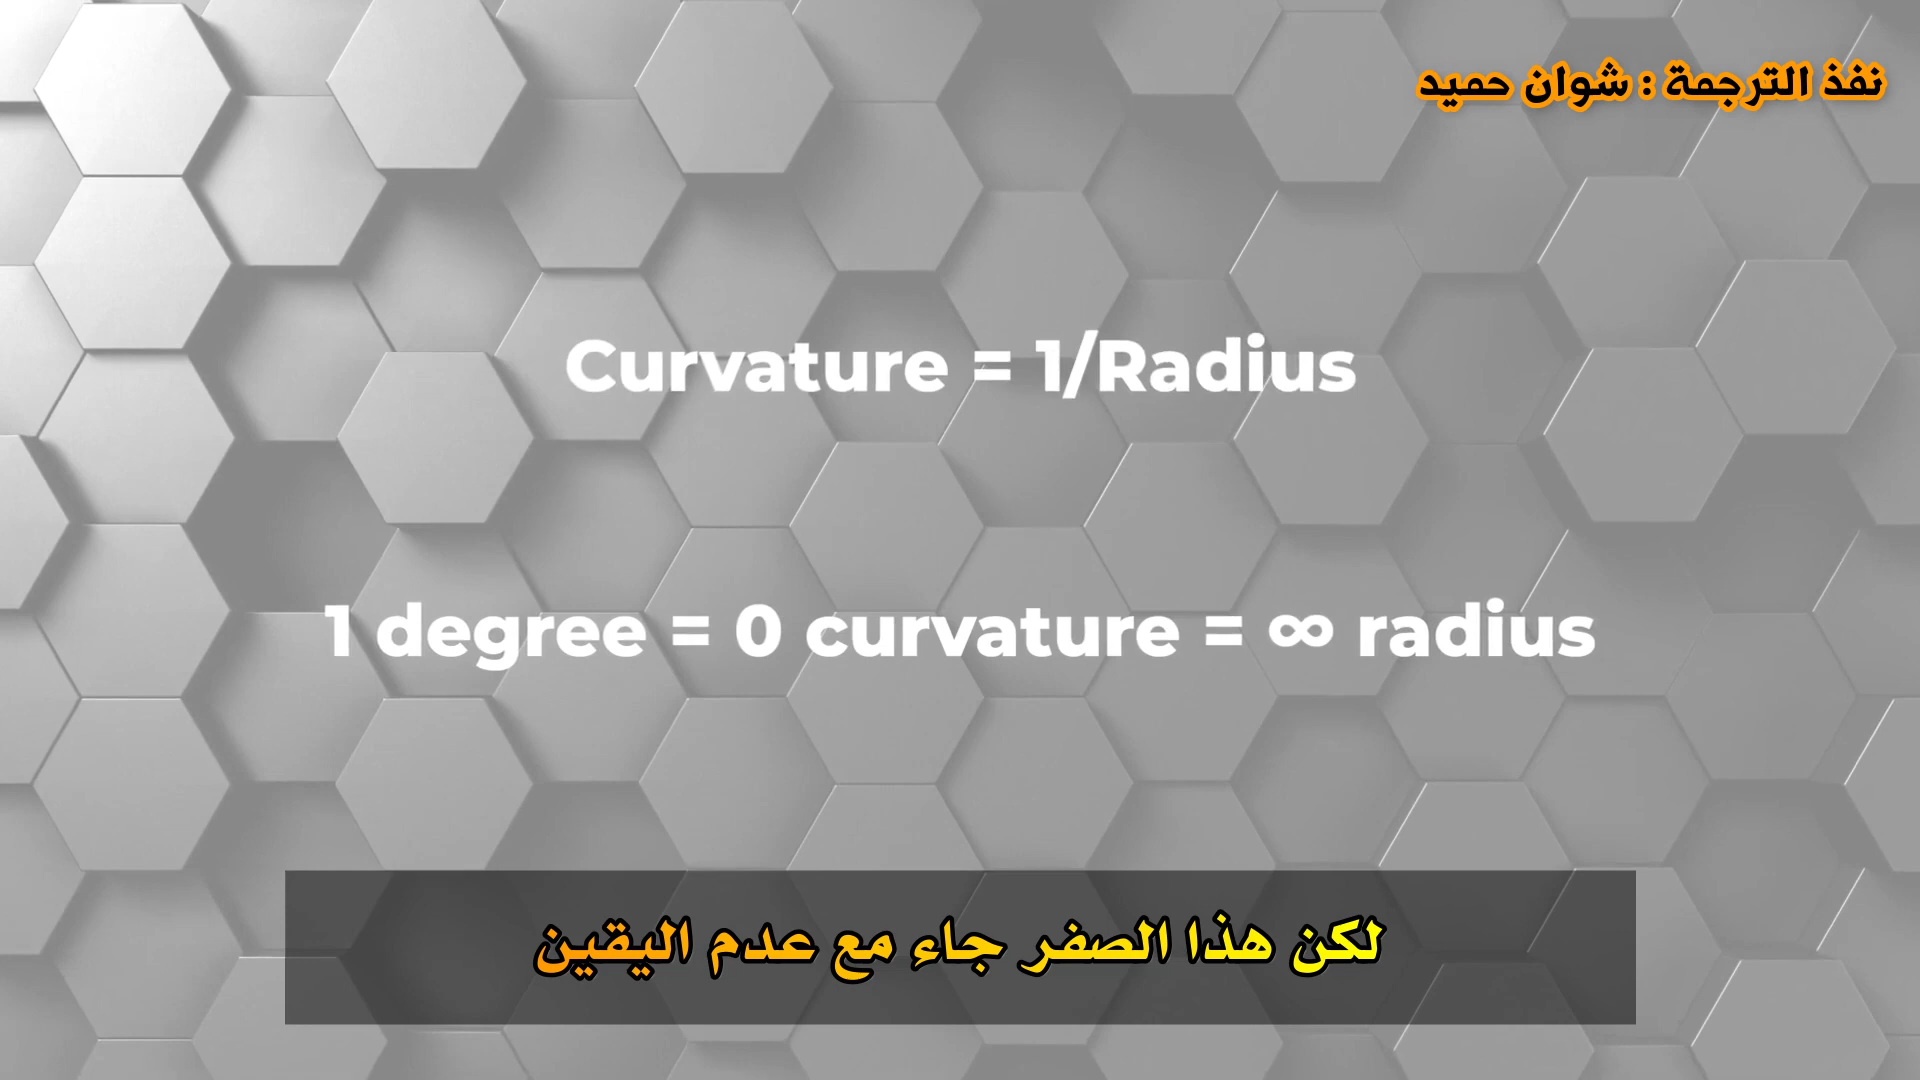 نفذ الترجمة : شوان حميد
Curvature = 1/Radius
1 degree = 0 curvature = ∞ radius
لكن هذا الصفر جاء مع عدم اليقين